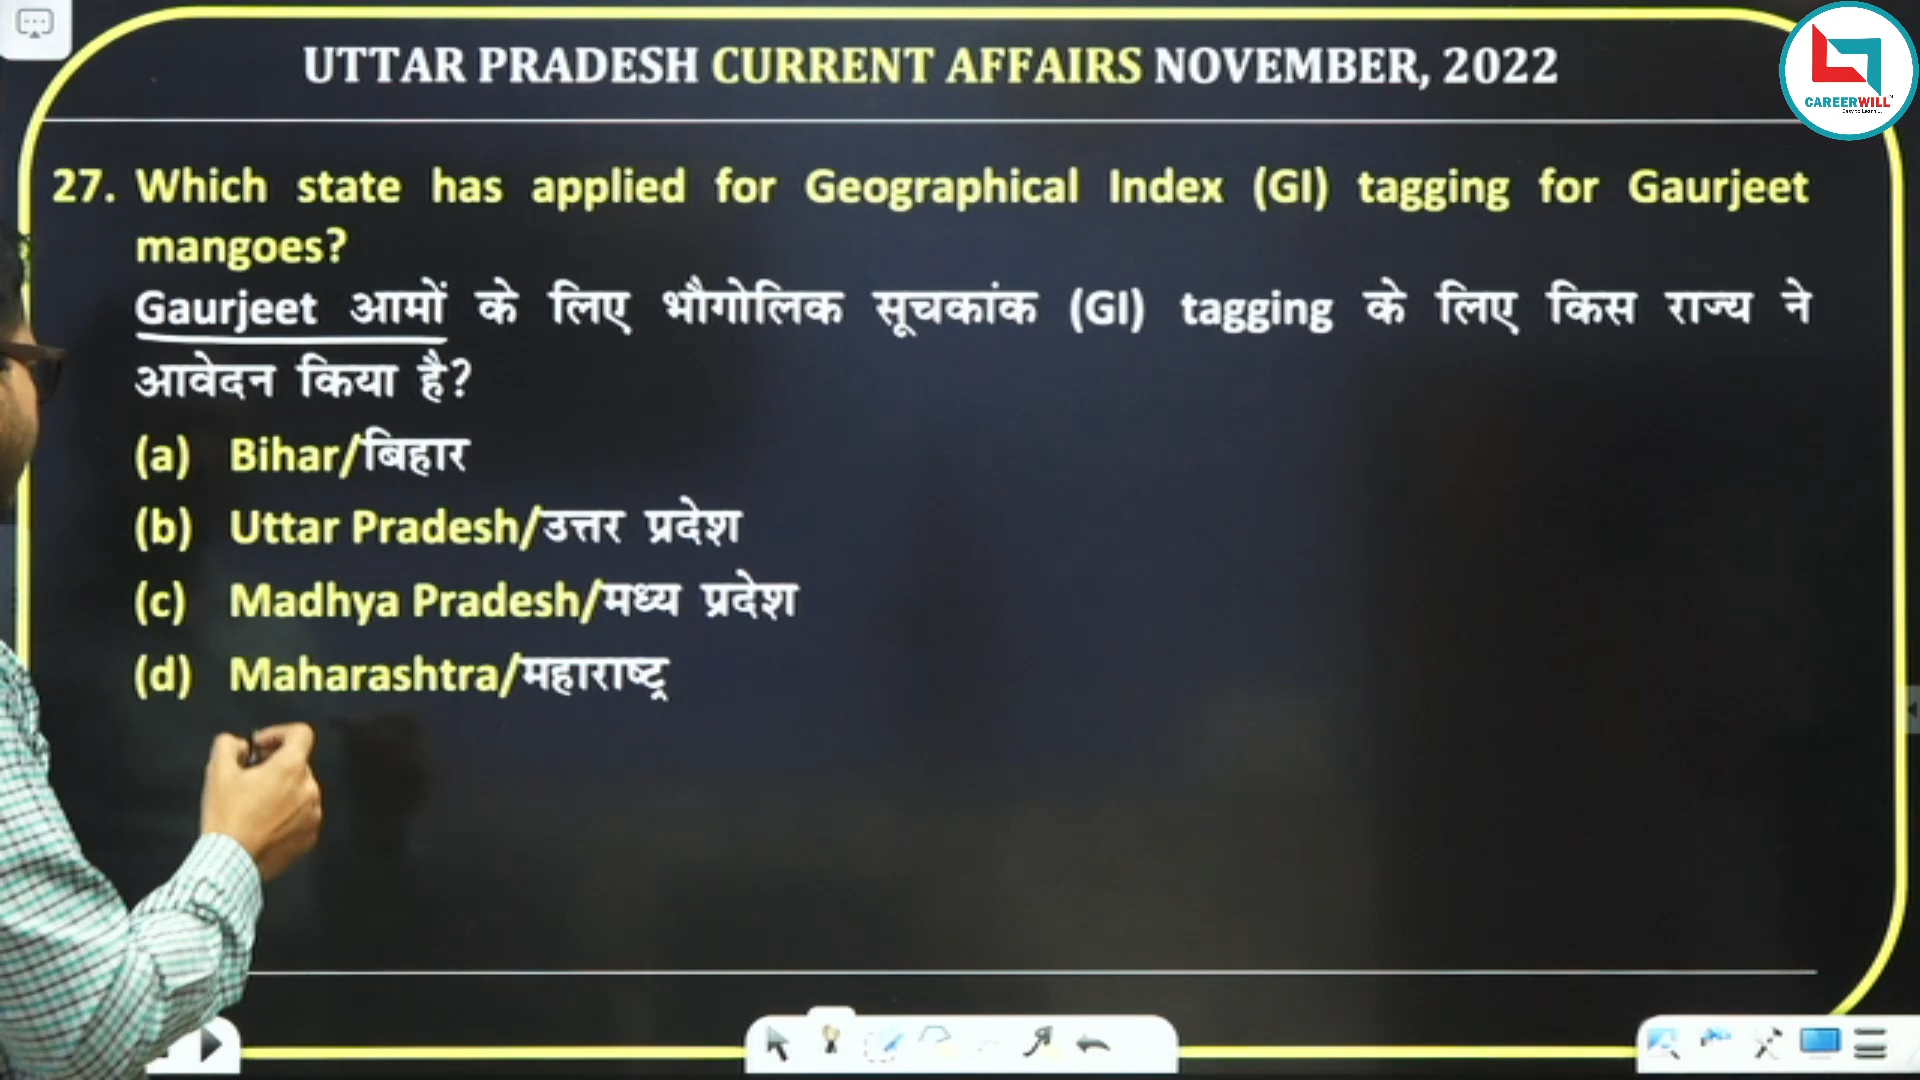 UTTAR PRADESH CURRENT AFFAIRS NOVEMBER, 2022
CAREERWILL
27. Which state has applied for Geographical Index (GI) tagging for Gaurjeet
mangoes?
Gaurjeet आमों के लिए भौगोलिक सूचकांक (GI) tagging के लिए किस राज्य ने
आवेदन किया है?
(a) Bihar/बिहार
(b) Uttar Pradesh/उत्तर प्रदेश
(c) Madhya Pradesh/मध्य प्रदेश
(d) Maharashtra/महाराष्ट्र